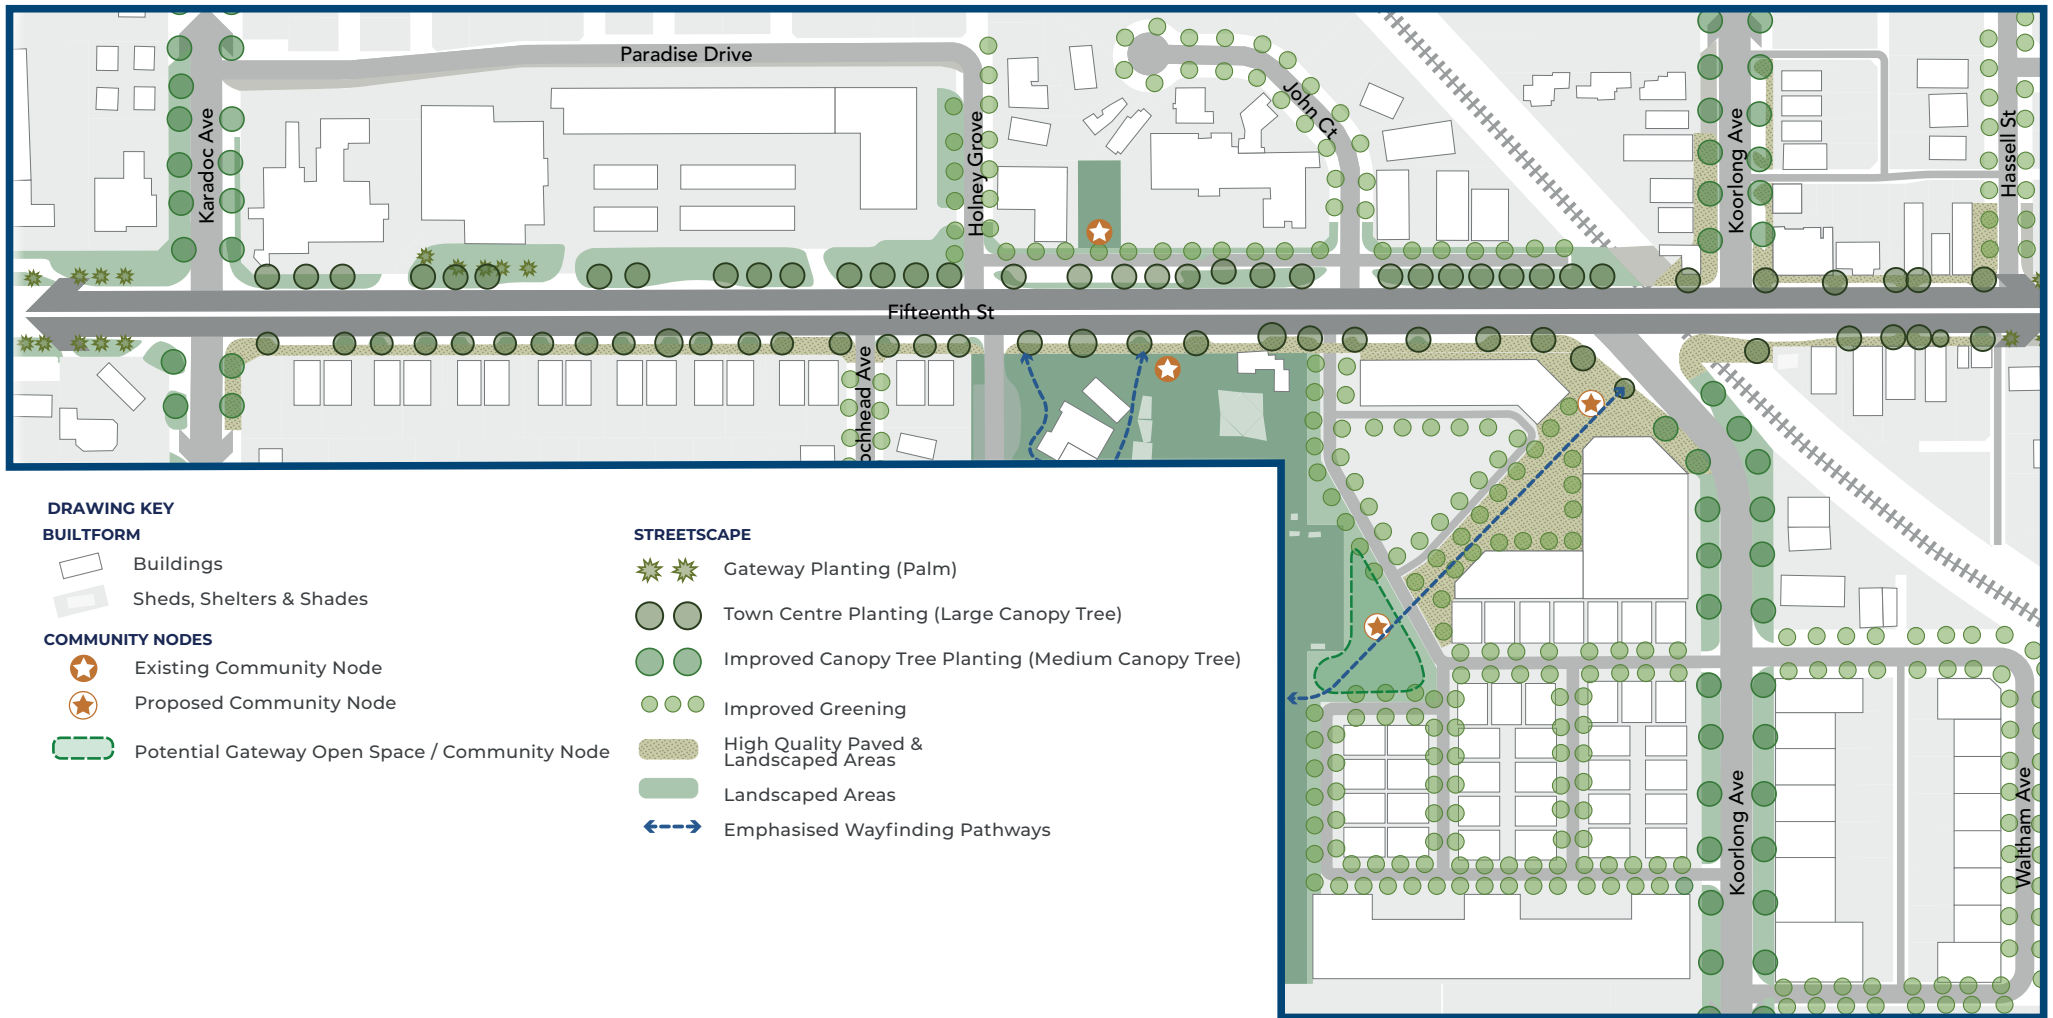 Paradise Drive
Karadoc Ave
Holney Grove
John Ct
Koorlong Ave
Hassell St
Fifteenth St
ochhead Ave
DRAWING KEY
BUILTFORM
Buildings
Sheds, Shelters & Shades
COMMUNITY NODES
Existing Community Node
Proposed Community Node
Potential Gateway Open Space / Community Node
STREETSCAPE
Gateway Planting (Palm)
Town Centre Planting (Large Canopy Tree)
Improved Canopy Tree Planting (Medium Canopy Tree)
Improved Greening
High Quality Paved &
Landscaped Areas
Landscaped Areas
Emphasised Wayfinding Pathways
Koorlong Ave
Waltham Ave